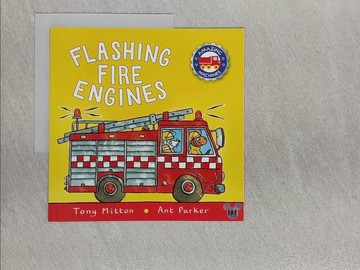 FLASHING
FIRE
ENGINES
AMAZING
MACHINES
Tony Mitton • Ant Parker